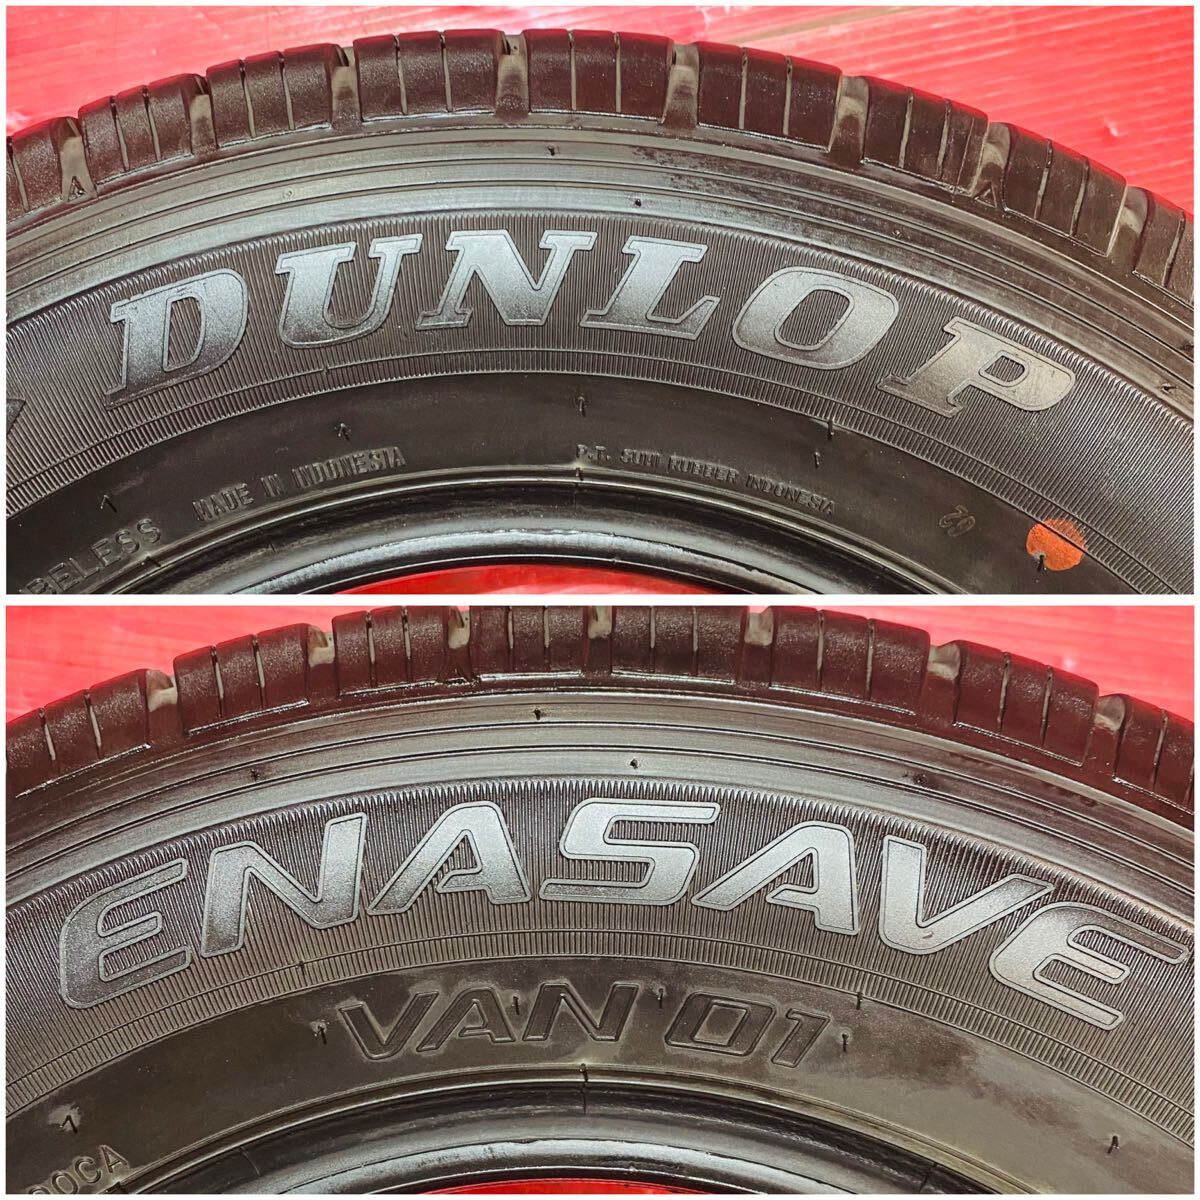 DUNLOP
MADE IN INDONESIA
P.T. SUMI RUBBER INDONESIA
ENASAVE
VAN 01